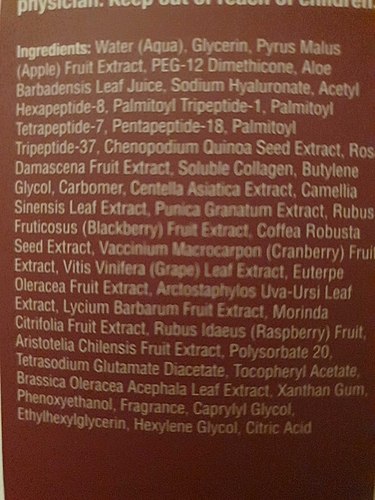 physician. Keep out of reach of children.
Ingredients: Water (Aqua), Glycerin, Pyrus Malus
(Apple) Fruit Extract, PEG-12 Dimethicone, Aloe
Barbadensis Leaf Juice, Sodium Hyaluronate, Acetyl
Hexapeptide-8, Palmitoyl Tripeptide-1, Palmitoyl
Tetrapeptide-7, Pentapeptide-18, Palmitoyl
Tripeptide-37, Chenopodium Quinoa Seed Extract, Ros
Damascena Fruit Extract, Soluble Collagen, Butylene
Glycol, Carbomer, Centella Asiatica Extract, Camellia
Sinensis Leaf Extract, Punica Granatum Extract, Rubus
Fruticosus (Blackberry) Fruit Extract, Coffea Robusta
Seed Extract, Vaccinium Macrocarpon (Cranberry) Frui
Extract, Vitis Vinifera (Grape) Leaf Extract, Euterpe
Oleracea Fruit Extract, Arctostaphylos Uva-Ursi Leaf
Extract, Lycium Barbarum Fruit Extract, Morinda
Citrifolia Fruit Extract, Rubus Idaeus (Raspberry) Fruit,
Aristotelia Chilensis Fruit Extract, Polysorbate 20,
Tetrasodium Glutamate Diacetate, Tocopheryl Acetate,
Brassica Oleracea Acephala Leaf Extract, Xanthan Gum,
Phenoxyethanol, Fragrance, Caprylyl Glycol,
Ethylhexylglycerin, Hexylene Glycol, Citric Acid